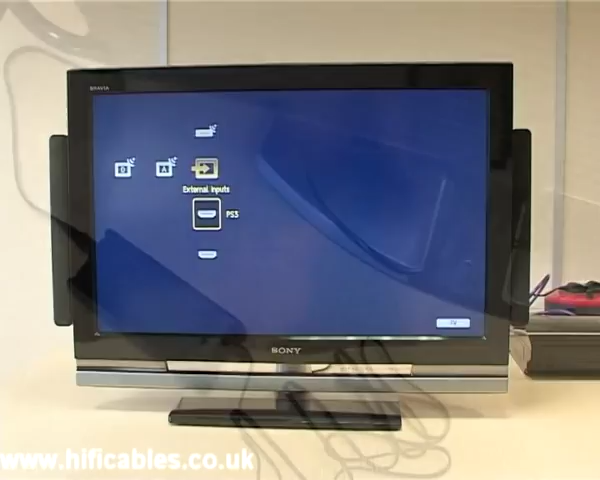 BRAVIA
D
A
External Inputs
PS3
SONY
www.hificables.co.uk